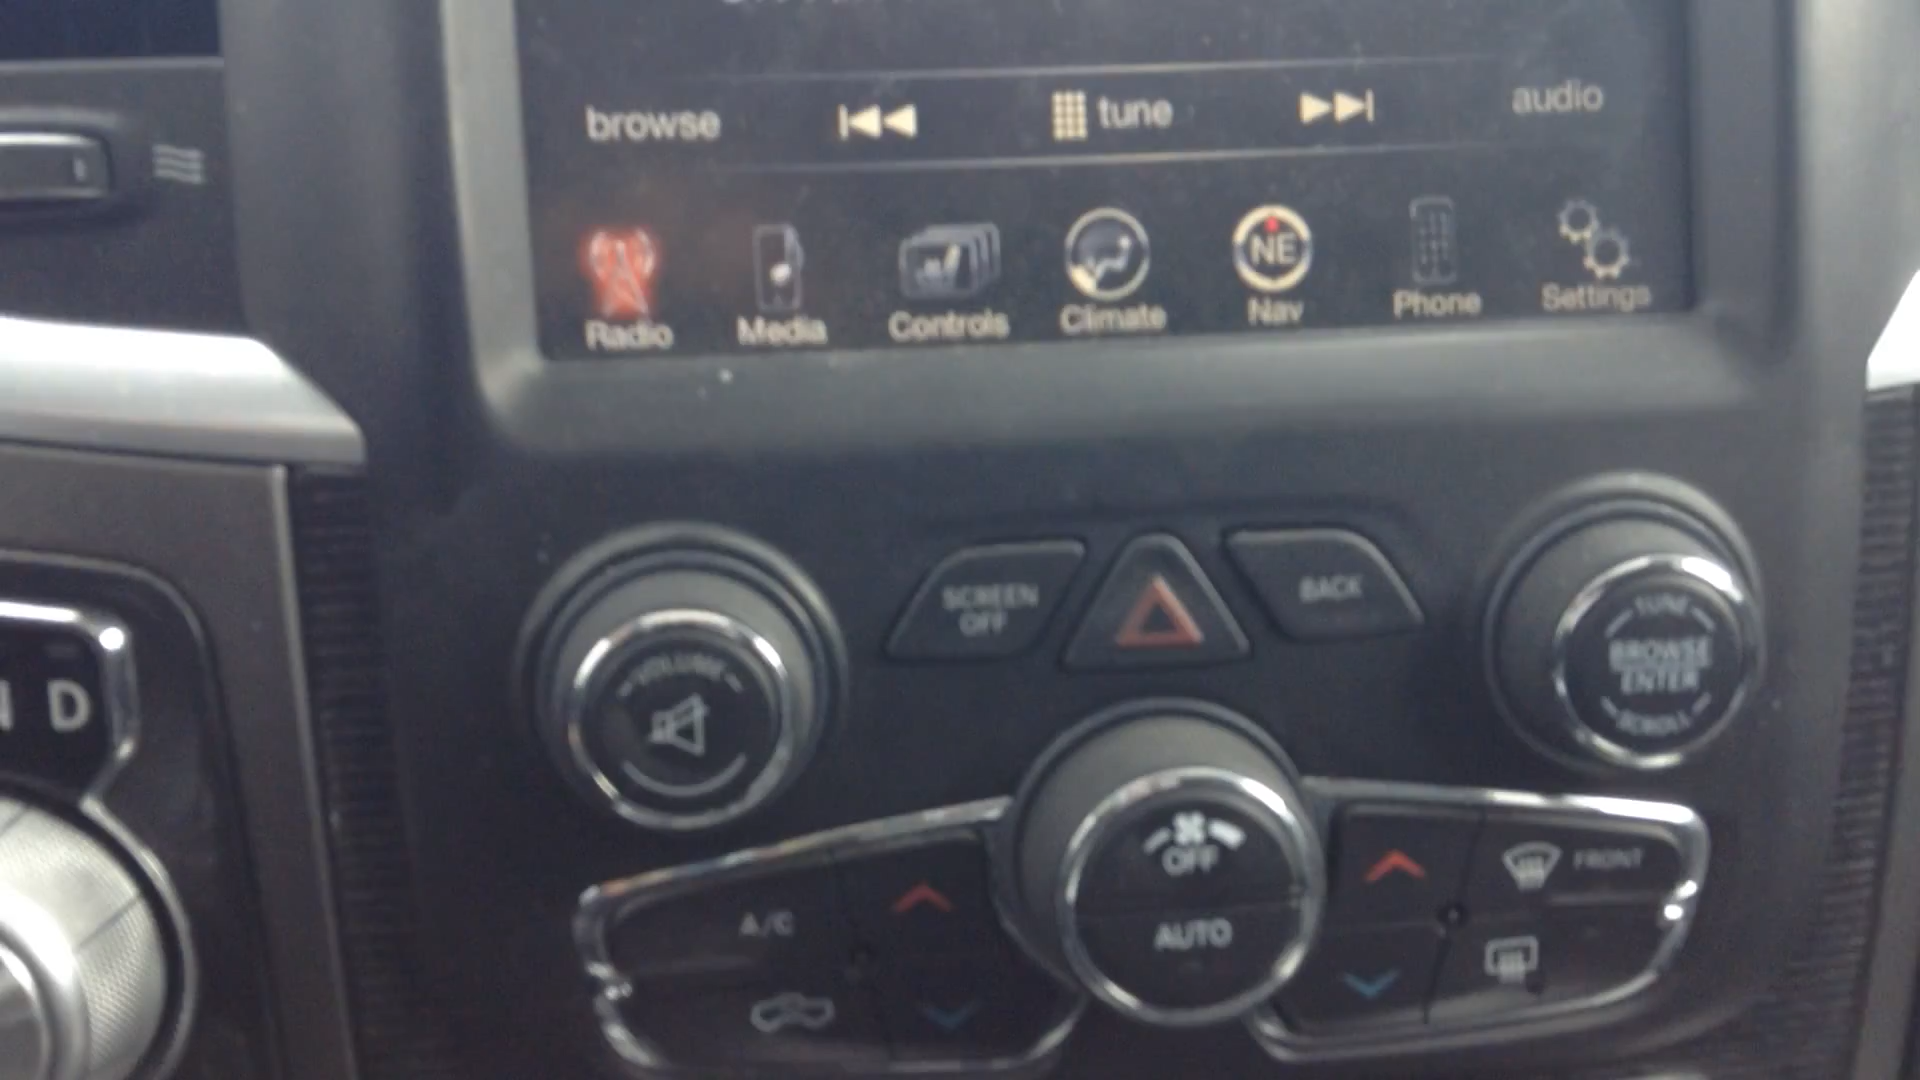 browse
tune
audio
Radio
Media
Controls
Climate
NE
Nav
Phone
Settings
SCREEN
OFF
BACK
TUNE
BROWSE
ENTER
SCROLL
VOLUME
N D
OFF
AUTO
A/C
FRONT